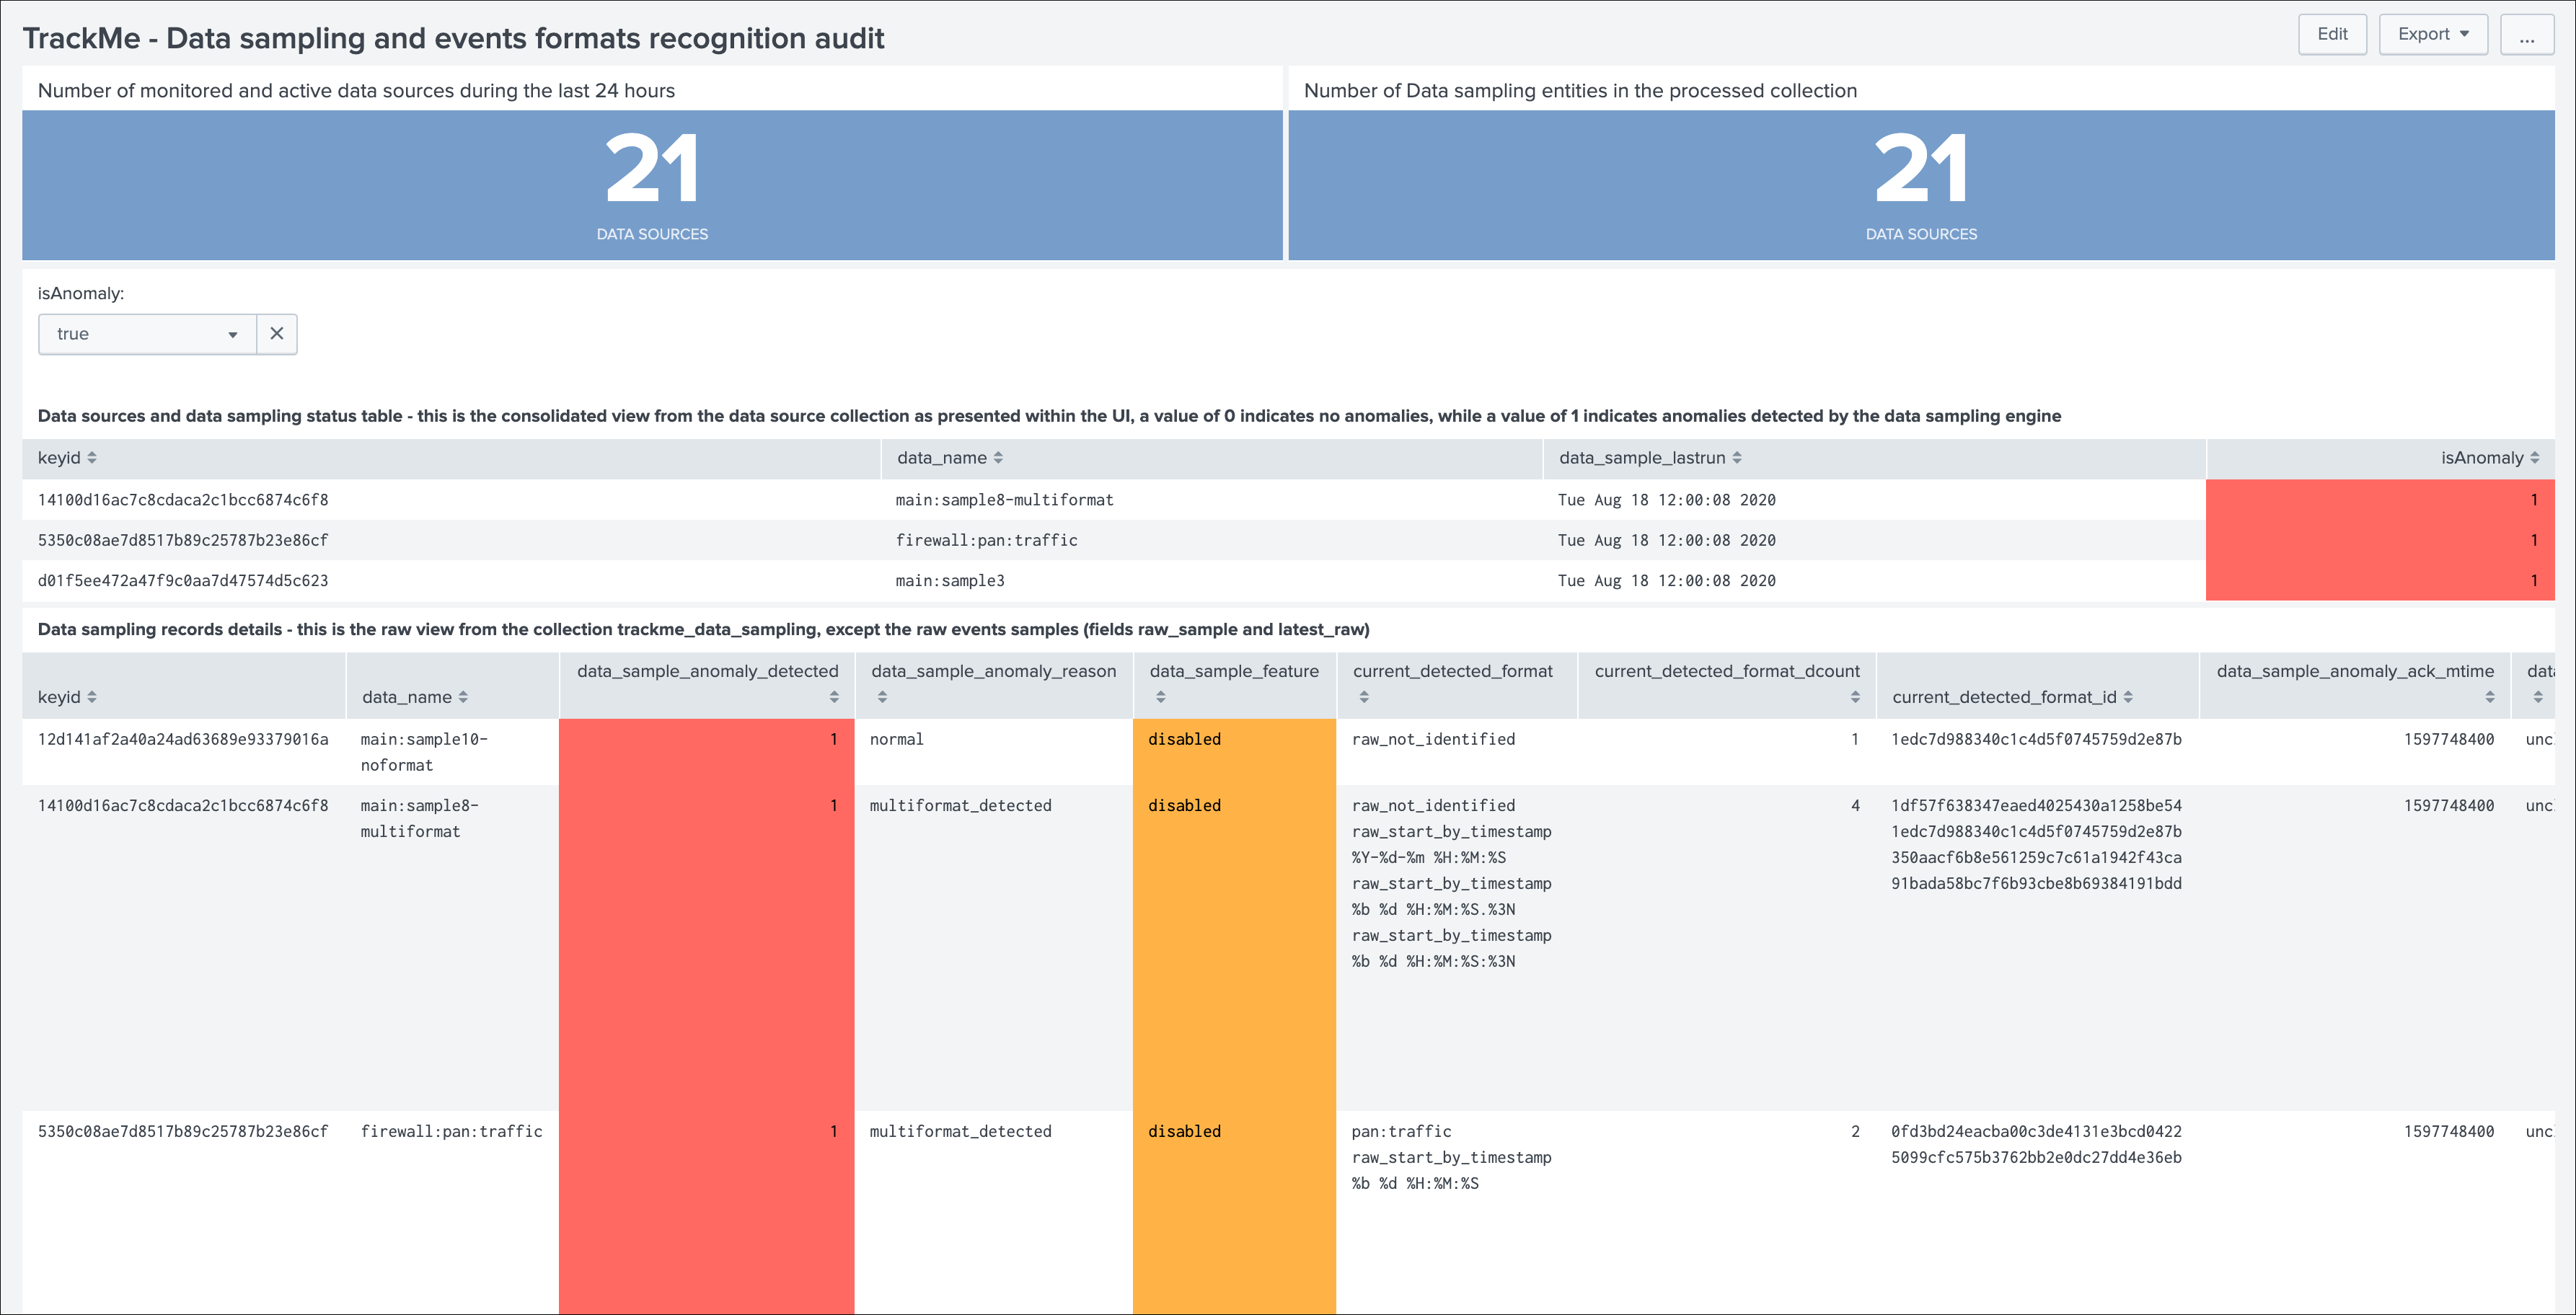 TrackMe - Data sampling and events formats recognition audit
Edit
Export
...
Number of monitored and active data sources during the last 24 hours
Number of Data sampling entities in the processed collection
21
21
DATA SOURCES
DATA SOURCES
isAnomaly:
true
Data sources and data sampling status table - this is the consolidated view from the data source collection as presented within the UI, a value of 0 indicates no anomalies, while a value of 1 indicates anomalies detected by the data sampling engine
keyid data_name data_sample_lastrun isAnomaly
14100d16ac7c8cdaca2c1bcc6874c6f8 main:sample8-multiformat Tue Aug 18 12:00:08 2020 1
5350c08ae7d8517b89c25787b23e86cf firewall:pan:traffic Tue Aug 18 12:00:08 2020 1
d01f5ee472a47f9c0aa7d47574d5c623 main:sample3 Tue Aug 18 12:00:08 2020 1
Data sampling records details - this is the raw view from the collection trackme_data_sampling, except the raw events samples (fields raw_sample and latest_raw)
keyid data_name data_sample_anomaly_detected data_sample_anomaly_reason data_sample_feature current_detected_format current_detected_format_dcount current_detected_format_id data_sample_anomaly_ack_mtime
12d141af2a40a24ad63689e93379016a main:sample10- 1 normal disabled raw_not_identified 1 1edc7d988340c1c4d5f0745759d2e87b 1597748400
noformat
14100d16ac7c8cdaca2c1bcc6874c6f8 main:sample8- 1 multiformat_detected disabled raw_not_identified 4 1df57f638347eaed4025430a1258be54 1597748400
multiformat raw_start_by_timestamp 1edc7d988340c1c4d5f0745759d2e87b
%Y-%d-%m %H:%M:%S 350aacf6b8e561259c7c61a1942f43ca
raw_start_by_timestamp 91bada58bc7f6b93cbe8b69384191bdd
%b %d %H:%M:%S.%3N
raw_start_by_timestamp
%b %d %H:%M:%S:%3N
5350c08ae7d8517b89c25787b23e86cf firewall:pan:traffic 1 multiformat_detected disabled pan:traffic 2 0fd3bd24eacba00c3de4131e3bcd0422 1597748400
raw_start_by_timestamp 5099cfc575b3762bb2e0dc27dd4e36eb
%b %d %H:%M:%S